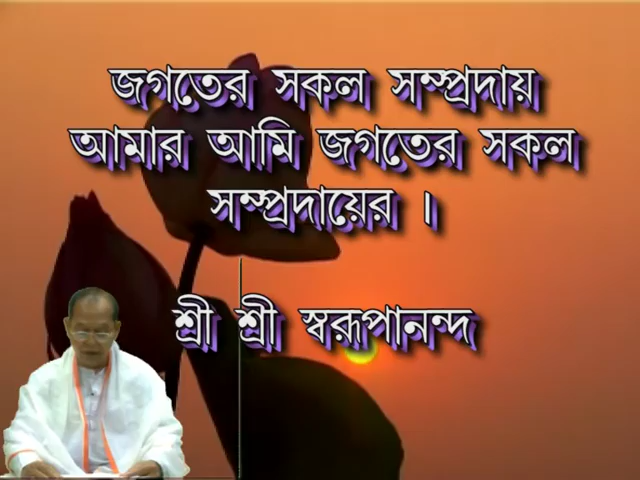 জগতের সকল সম্প্রদায়
আমার আমি জগতের সকল
সম্প্রদায়ের ।
শ্রী শ্রী স্বরূপানন্দ